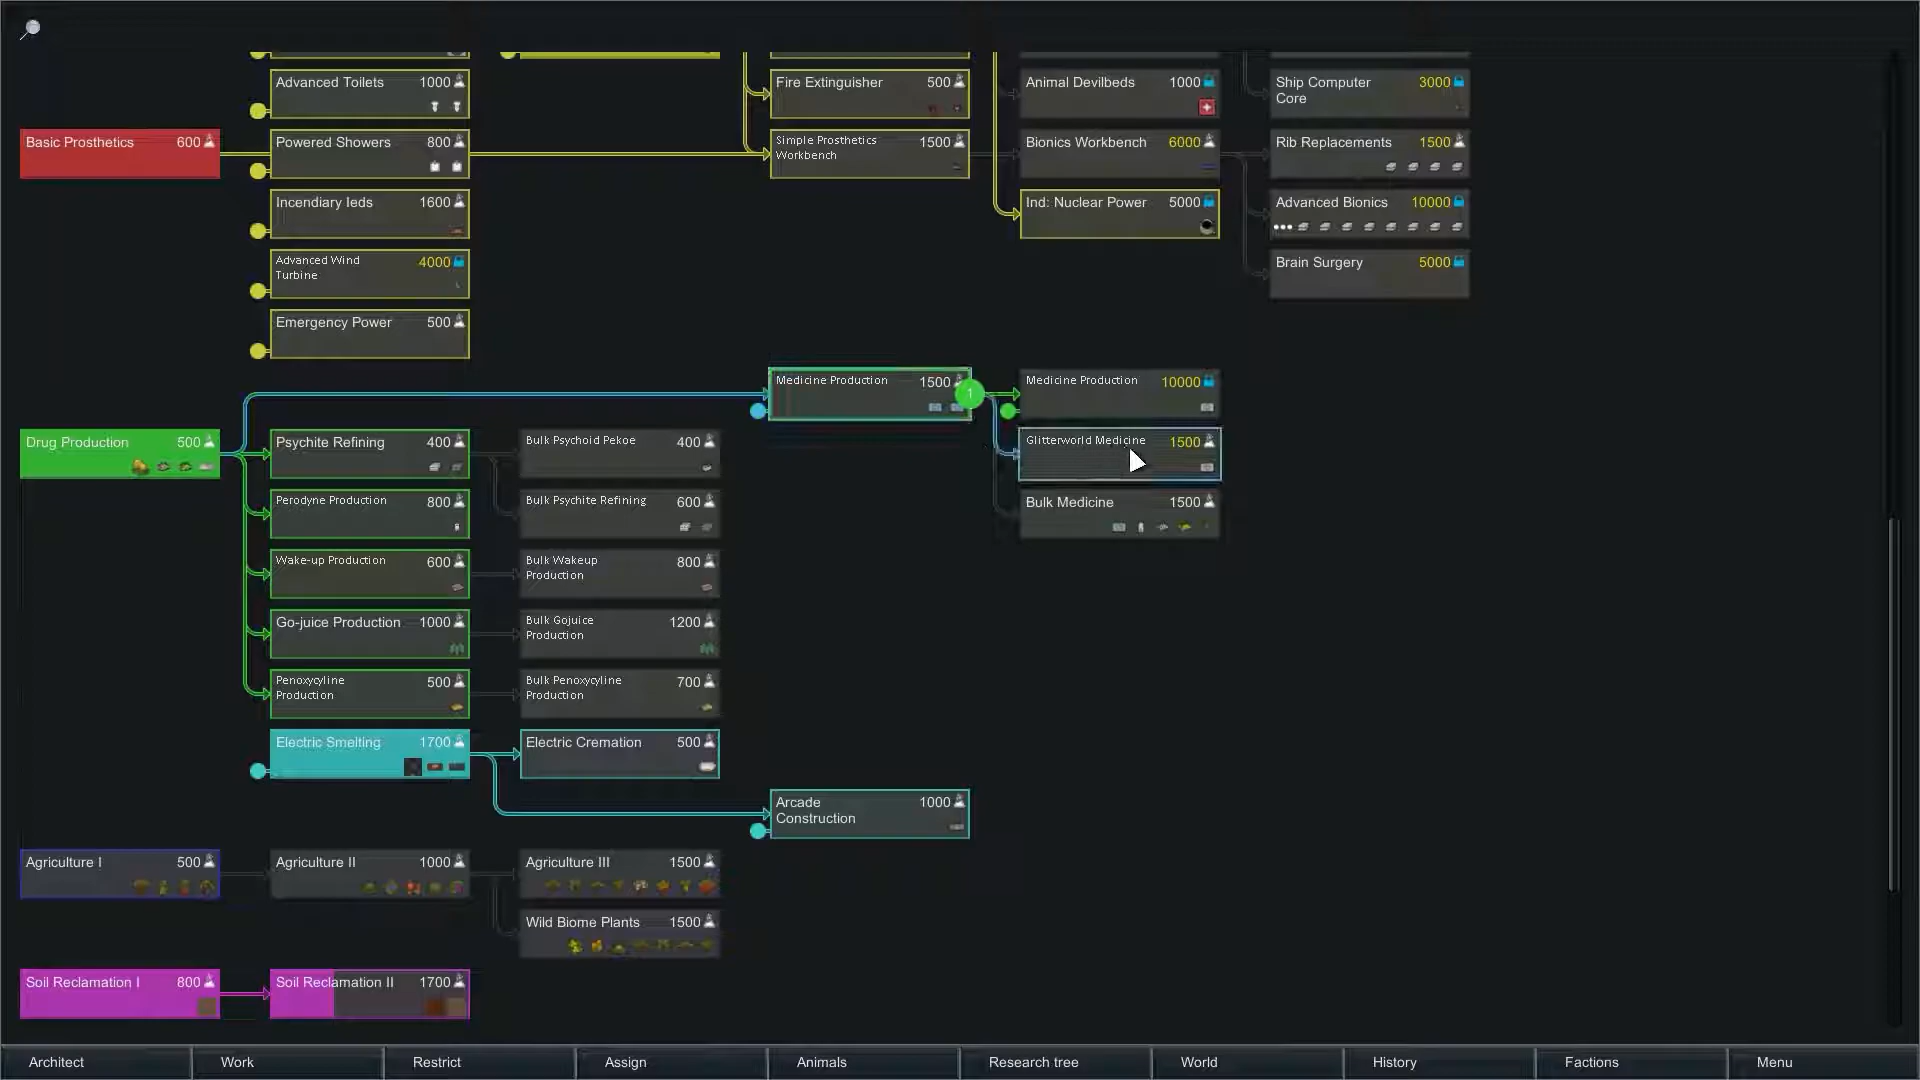 Advanced Toilets 1000
Fire Extinguisher 500
Animal Devilbeds 1000
Ship Computer Core 3000
Basic Prosthetics 600
Powered Showers 800
Simple Prosthetics Workbench 1500
Bionics Workbench 6000
Rib Replacements 1500
Incendiary Ieds 1600
Ind: Nuclear Power 5000
Advanced Bionics 10000
Advanced Wind Turbine 4000
Brain Surgery 5000
Emergency Power 500
Medicine Production 1500
1
Medicine Production 10000
Drug Production 500
Psychite Refining 400
Bulk Psychoid Pekoe 400
Glitterworld Medicine 1500
Perodyne Production 800
Bulk Psychite Refining 600
Bulk Medicine 1500
Wake-up Production 600
Bulk Wakeup Production 800
Go-juice Production 1000
Bulk Gojuice Production 1200
Penoxycyline Production 500
Bulk Penoxycyline Production 700
Electric Smelting 1700
Electric Cremation 500
Arcade Construction 1000
Agriculture I 500
Agriculture II 1000
Agriculture III 1500
Wild Biome Plants 1500
Soil Reclamation I 800
Soil Reclamation II 1700
Architect Work Restrict Assign Animals Research tree World History Factions Menu